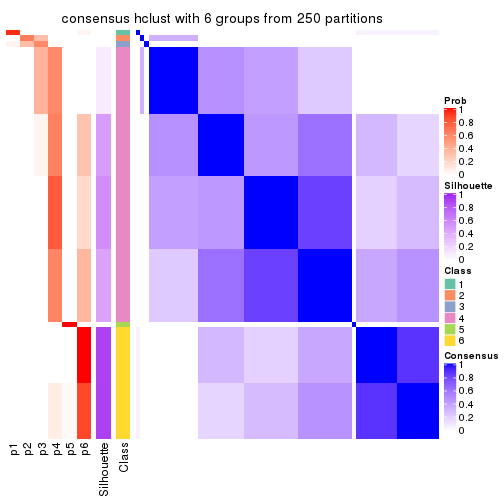 consensus hclust with 6 groups from 250 partitions
Prob
1
0.8
0.6
0.4
0.2
0
Silhouette
1
0.8
0.6
0.4
0.2
0
Class
1
2
3
4
5
6
Consensus
1
0.8
0.6
0.4
0.2
0
p1
p2
p3
p4
p5
p6
Silhouette
Class